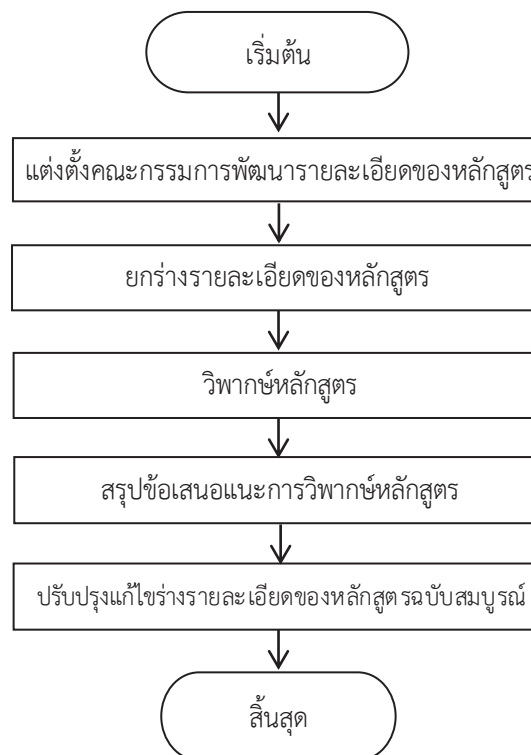 เริ่มต้น
แต่งตั้งคณะกรรมการพัฒนารายละเอียดของหลักสูตร
ยกร่างรายละเอียดของหลักสูตร
วิพากษ์หลักสูตร
สรุปข้อเสนอแนะการวิพากษ์หลักสูตร
ปรับปรุงแก้ไขร่างรายละเอียดของหลักสูตรฉบับสมบูรณ์
สิ้นสุด